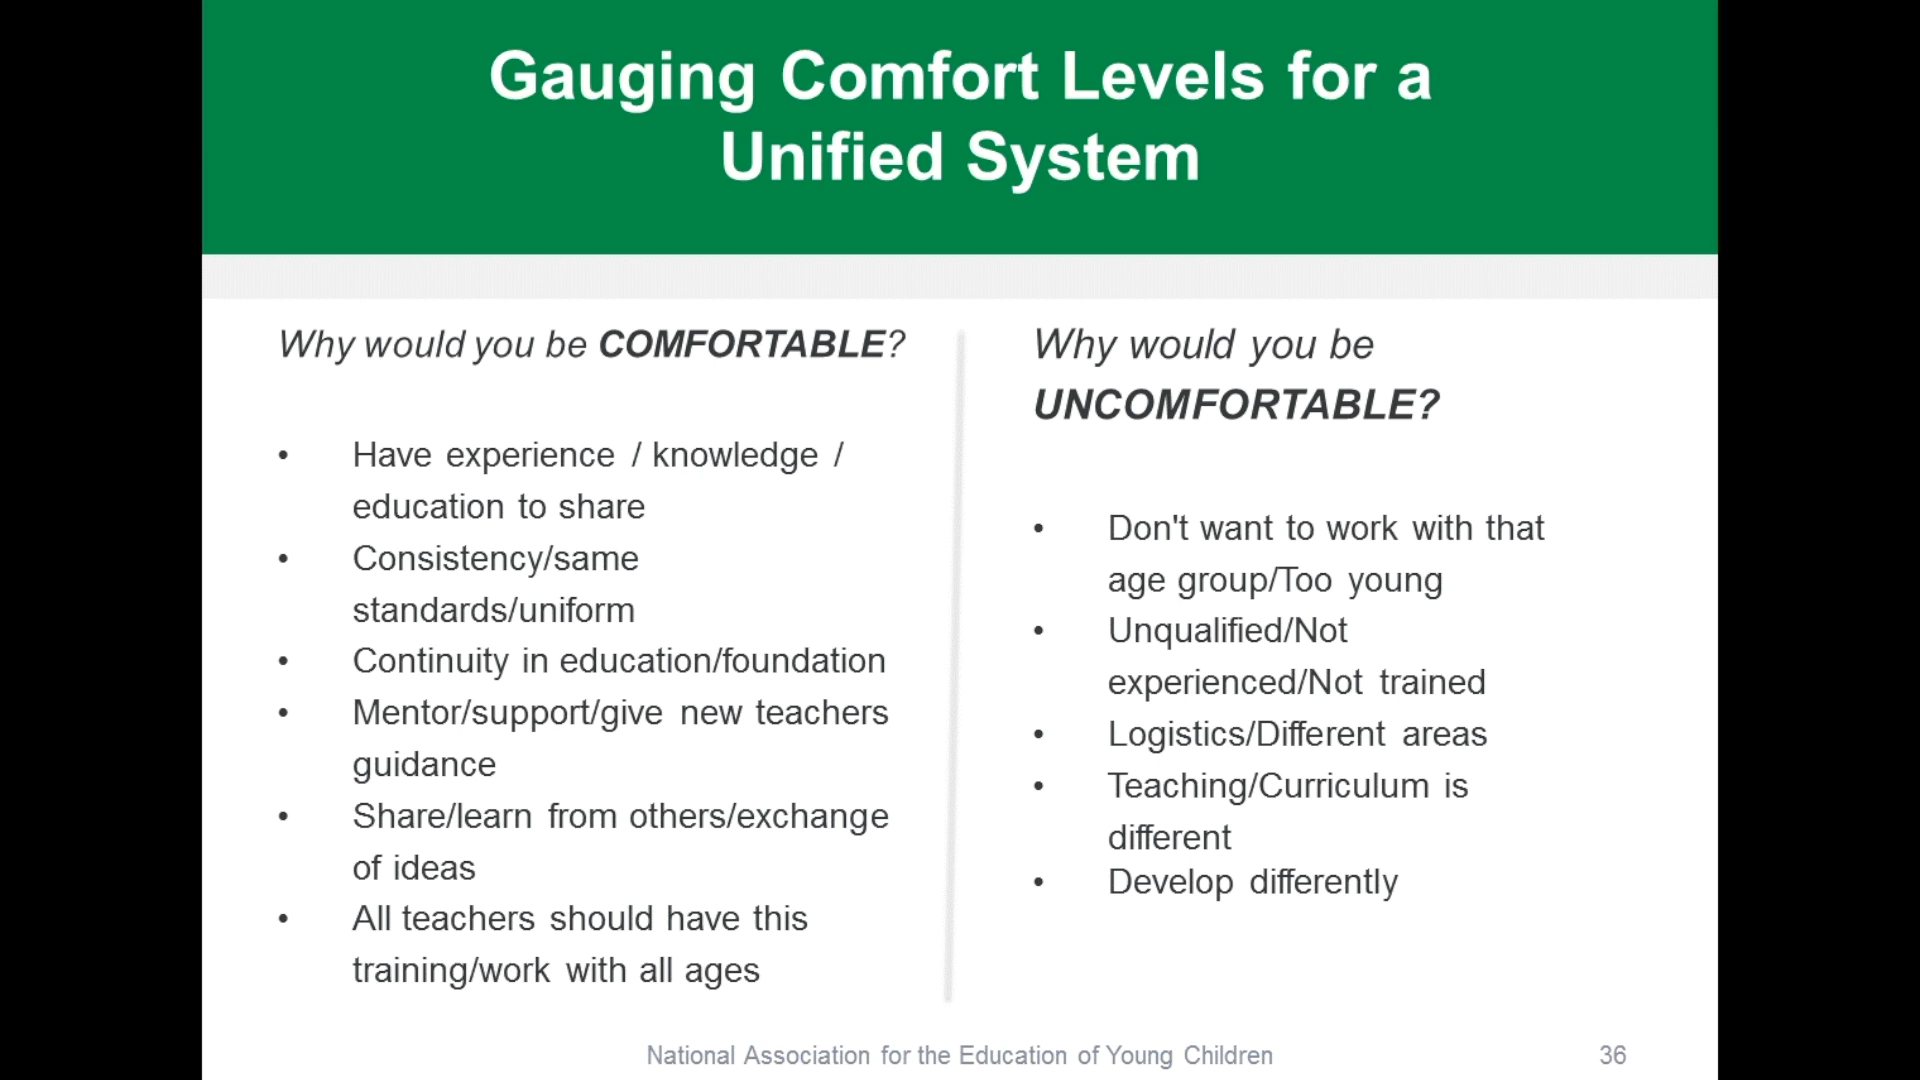 Gauging Comfort Levels for a
Unified System
Why would you be COMFORTABLE?
• Have experience / knowledge /
education to share
• Consistency/same
standards/uniform
• Continuity in education/foundation
• Mentor/support/give new teachers
guidance
• Share/learn from others/exchange
of ideas
• All teachers should have this
training/work with all ages
Why would you be
UNCOMFORTABLE?
• Don't want to work with that
age group/Too young
• Unqualified/Not
experienced/Not trained
• Logistics/Different areas
• Teaching/Curriculum is
different
• Develop differently
National Association for the Education of Young Children
36